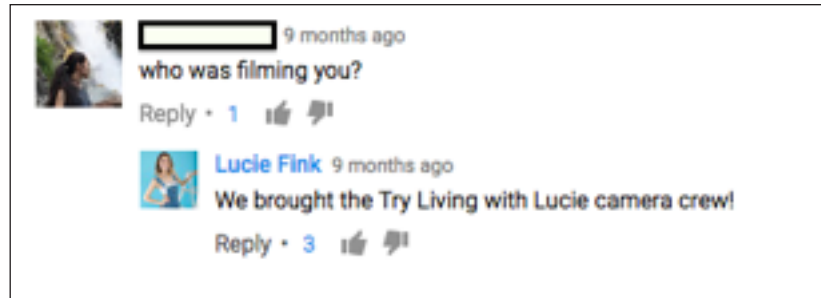 9 months ago
who was filming you?
Reply • 1
Lucie Fink 9 months ago
We brought the Try Living with Lucie camera crew!
Reply • 3